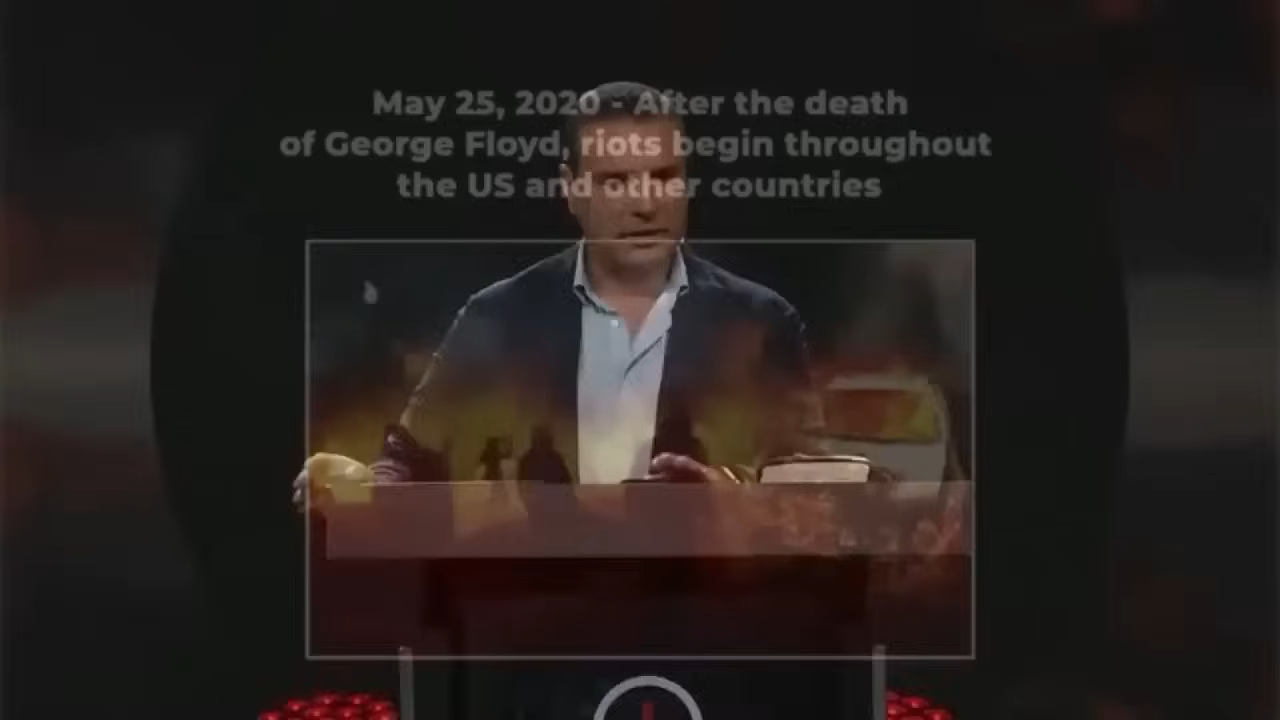 May 25, 2020 - After the death
of George Floyd, riots begin throughout
the US and other countries